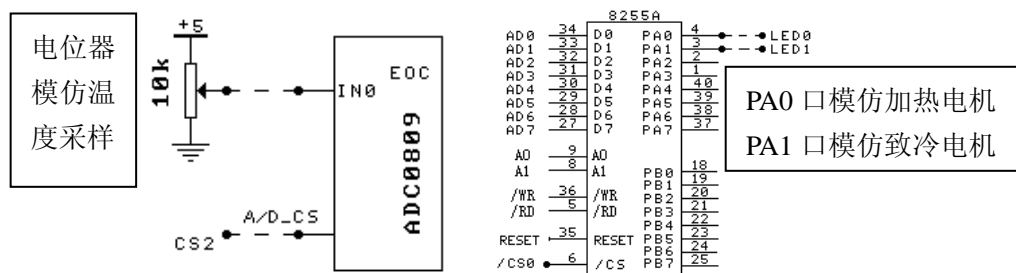 电位器
模仿温
度采样
+5
10k
EOC
IN0
ADC0809
A/D_CS
CS2
8255A
AD0 34 D0 PA0 4 LED0
AD1 33 D1 PA1 3 LED1
AD2 32 D2 PA2 2
AD3 31 D3 PA3 1
AD4 30 D4 PA4 40
AD5 29 D5 PA5 39
AD6 28 D6 PA6 38
AD7 27 D7 PA7 37
A0 9 A0
A1 8 A1
PB0 18
PB1 19
/WR 36 /WR PB2 20
/RD 5 /RD PB3 21
PB4 22
RESET 35 RESET PB5 23
PB6 24
/CS0 6 /CS PB7 25
PA0 口模仿加热电机
PA1 口模仿致冷电机